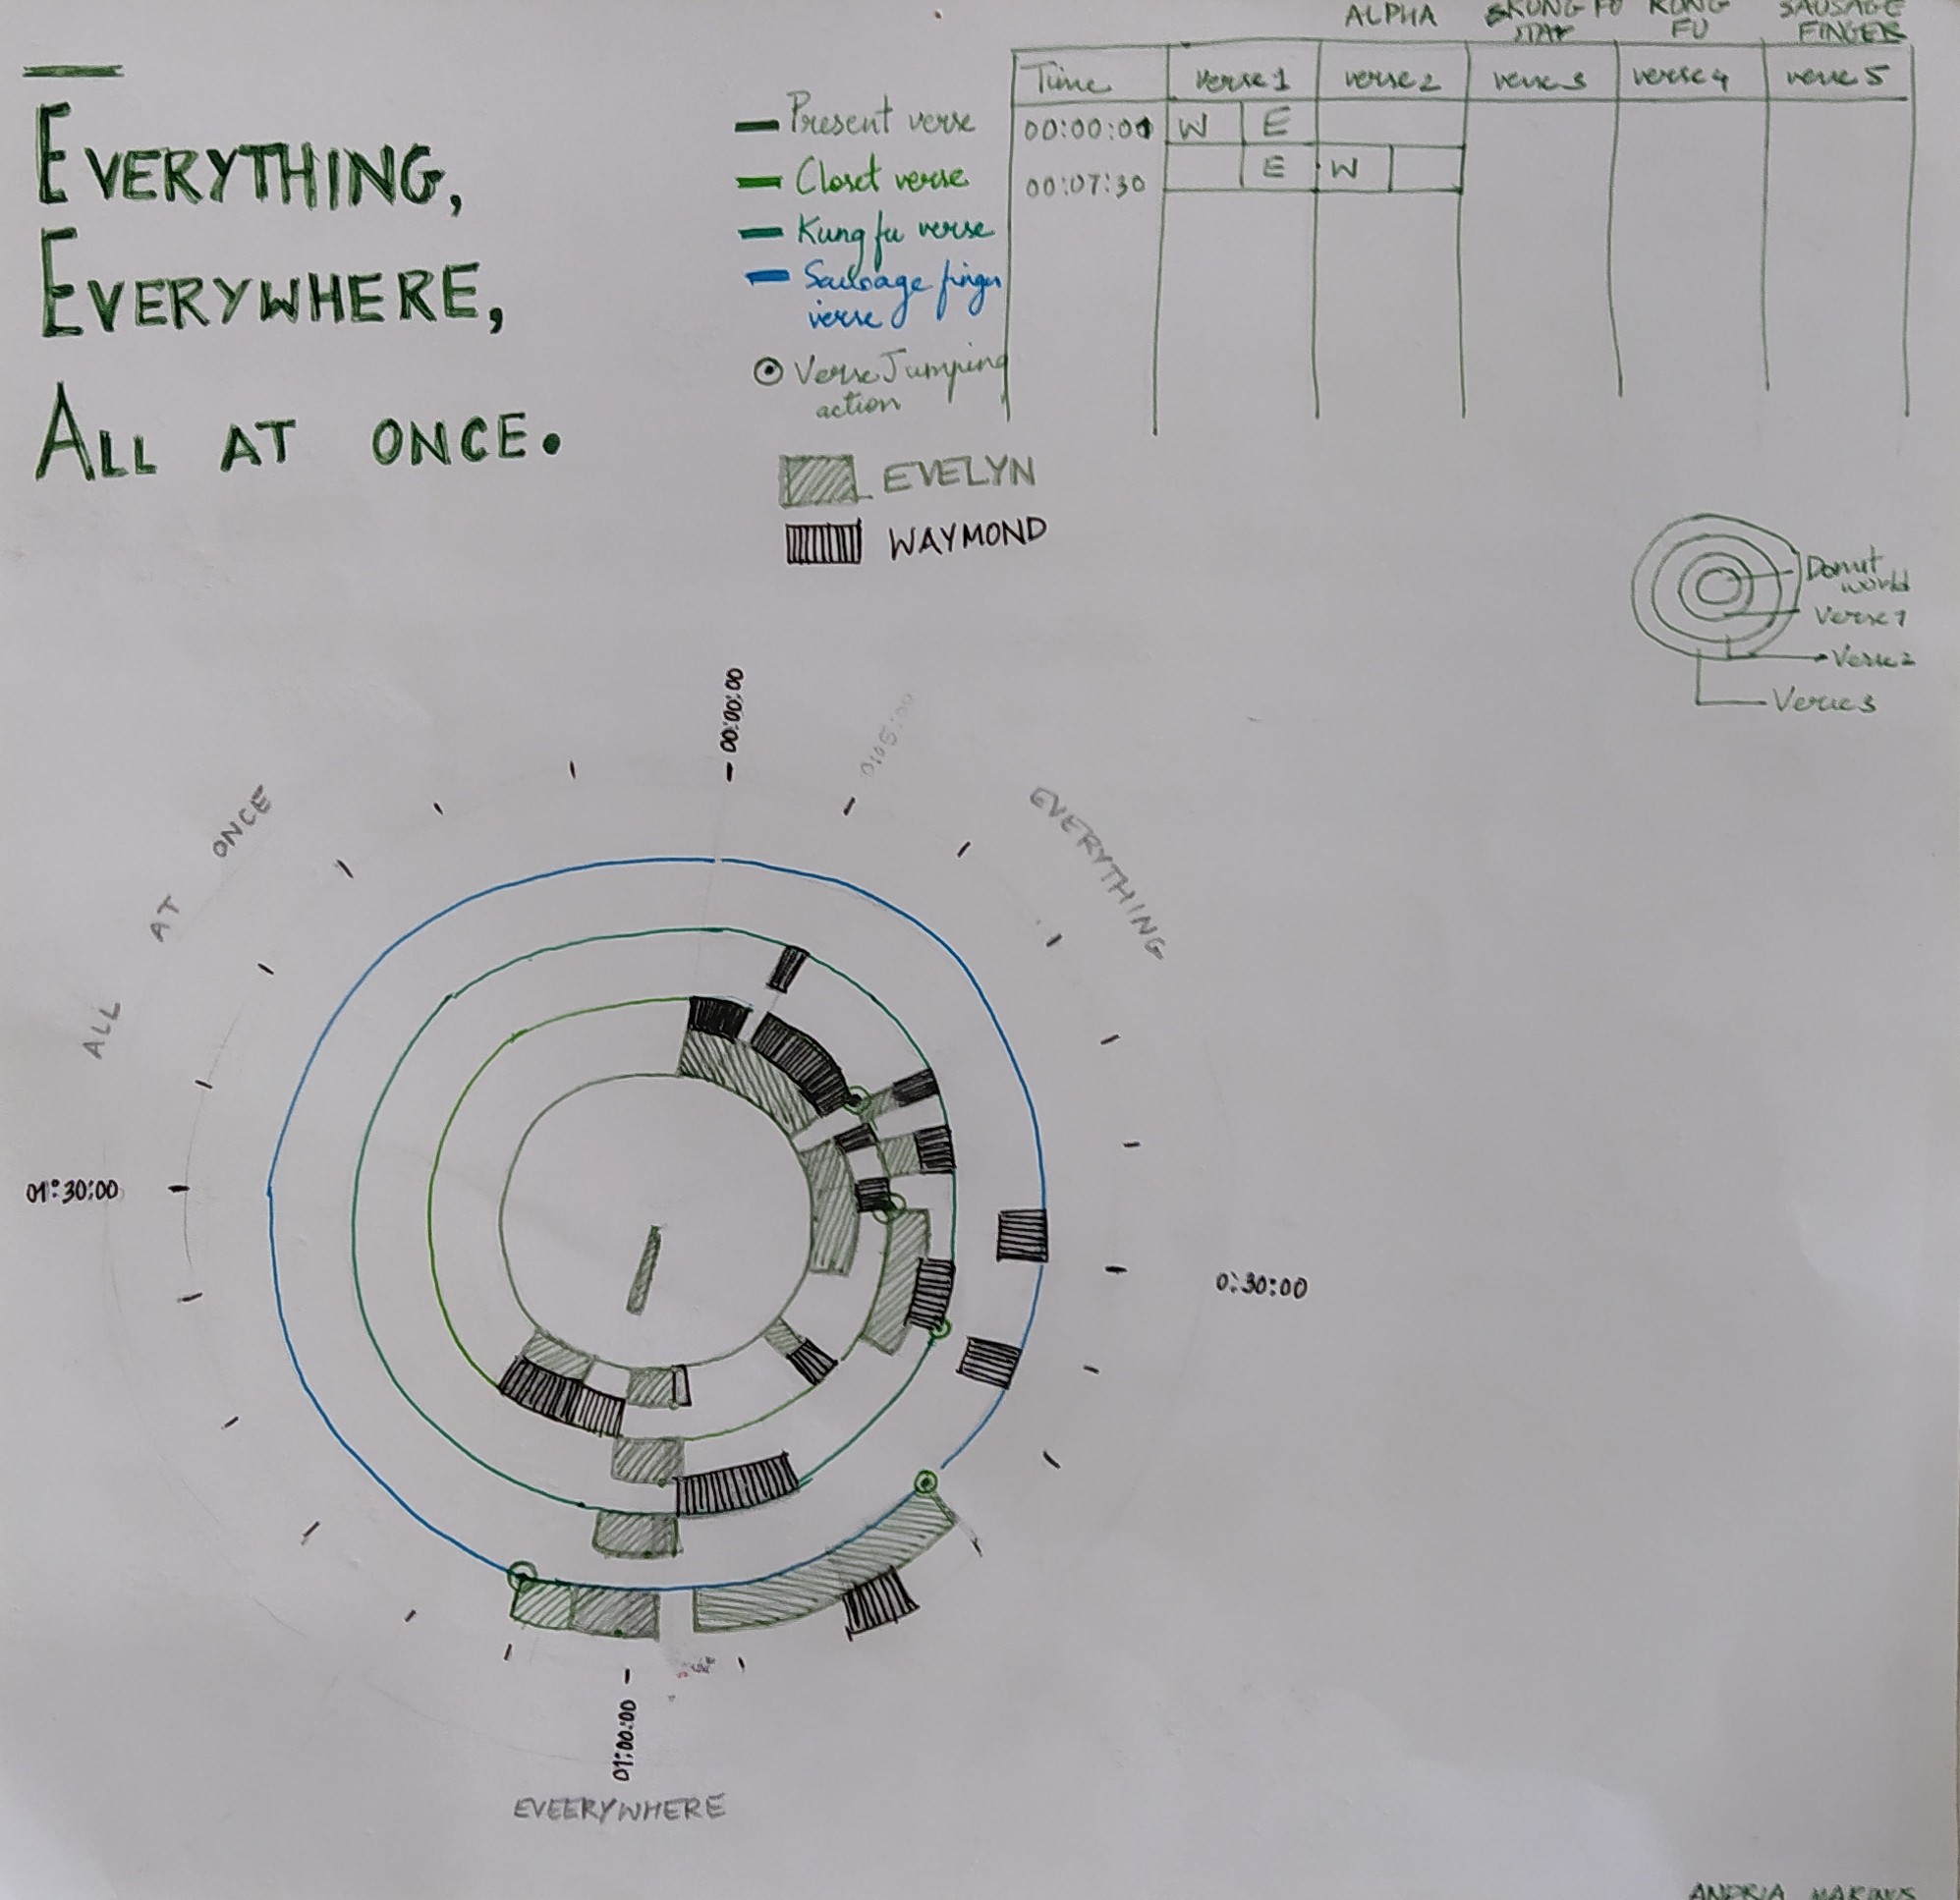 EVERYTHING,
EVERYWHERE,
ALL AT ONCE.
Present verse
Closet verse
Kung fu verse
Sausage finger
verse
Verse Jumping
action
EVELYN
WAYMOND
ALPHA
KUNG FU
STAR
KUNG
FU
SAUSAGE
FINGER
Time verse 1 verse 2 verse 3 verse 4 verse 5
00:00:01 W E
00:07:30 E W
Donut
world
Verse 1
Verse 2
Verse 3
00:00:00
0:05:00
EVERYTHING
0:30:00
01:00:00
EVEERYWHERE
01:30:00
ALL AT ONCE
ANDRIA